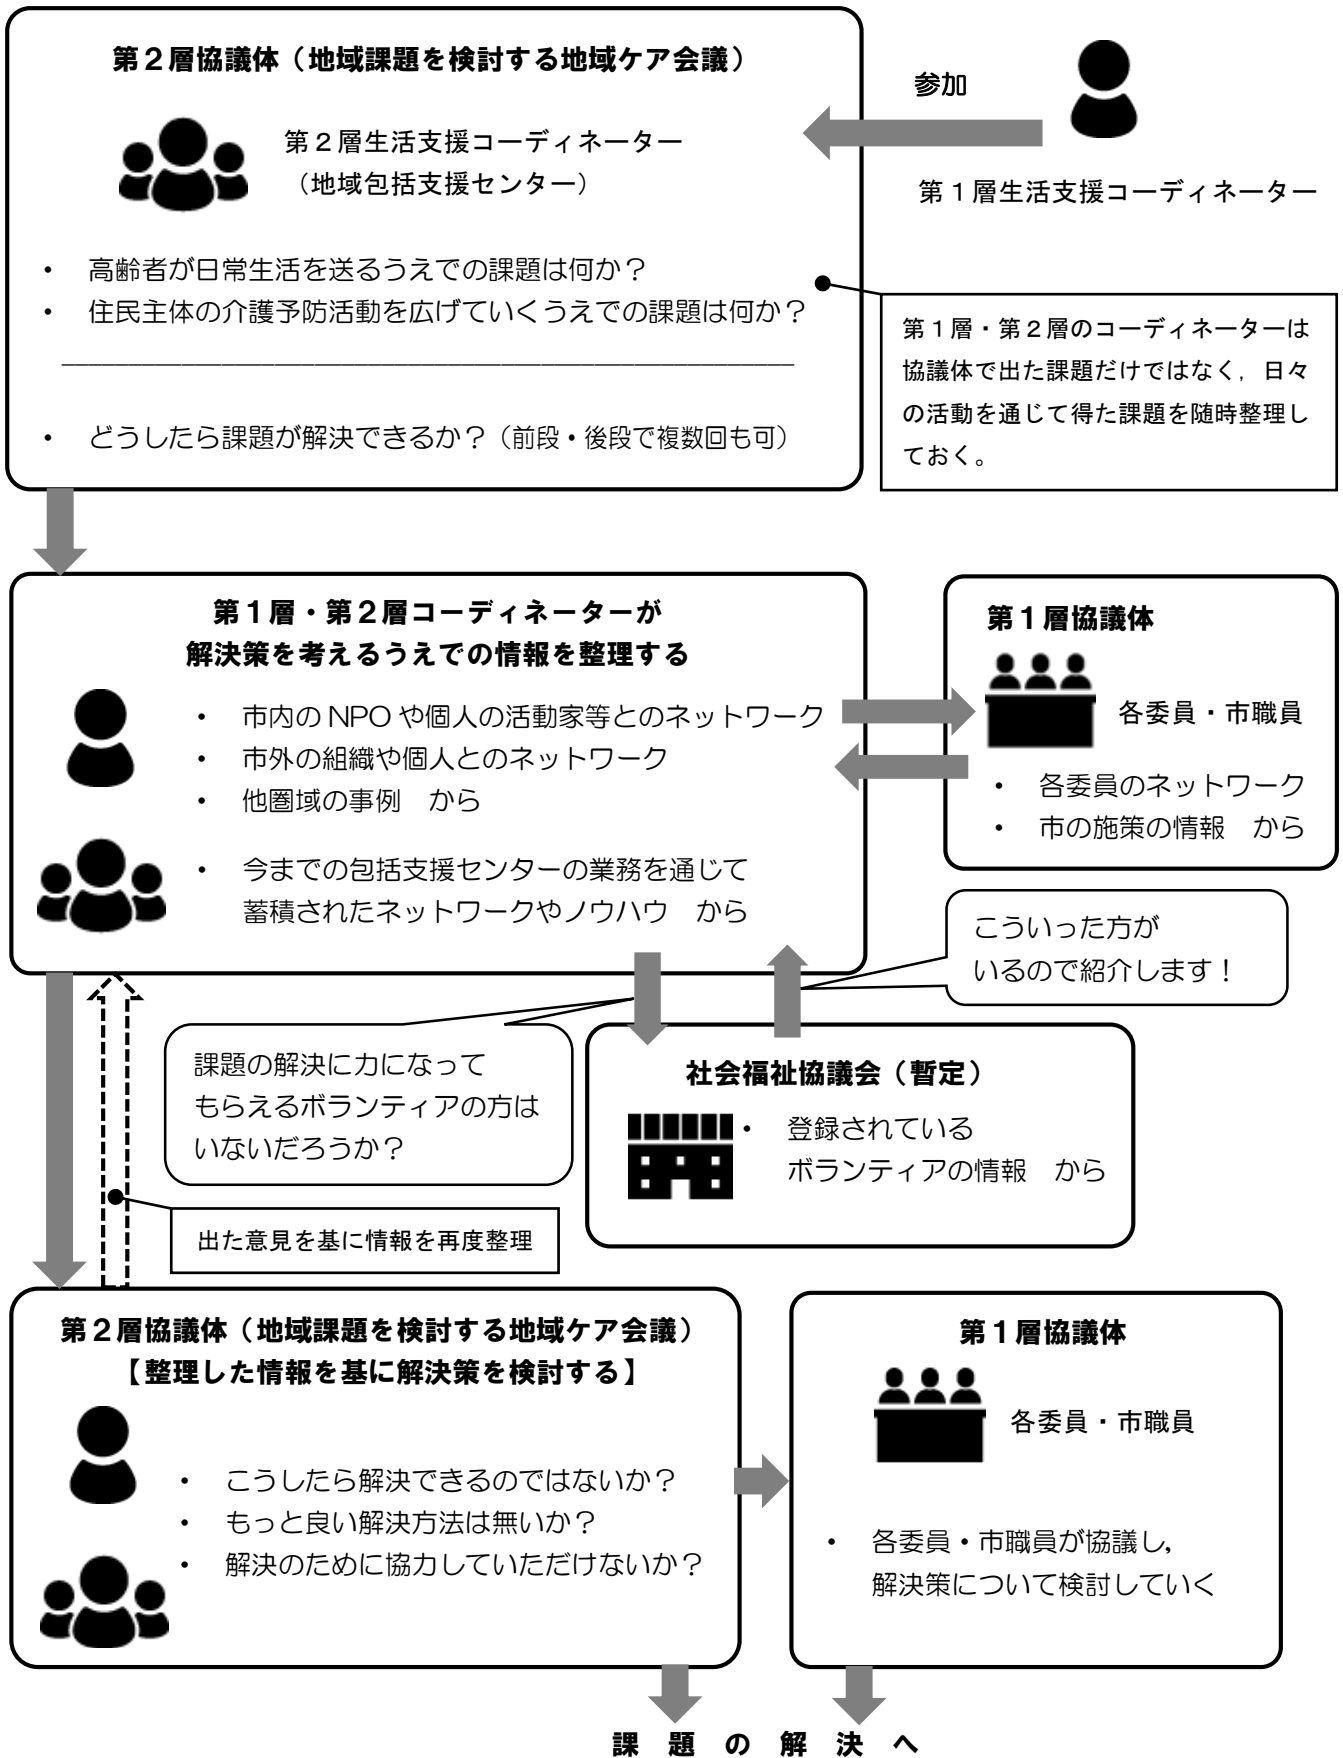 第２層協議体（地域課題を検討する地域ケア会議）
参加
第２層生活支援コーディネーター
（地域包括支援センター）
第１層生活支援コーディネーター
・ 高齢者が日常生活を送るうえでの課題は何か？
・ 住民主体の介護予防活動を広げていくうえでの課題は何か？
・ どうしたら課題が解決できるか？（前段・後段で複数回も可）
第１層・第２層のコーディネーターは
協議体で出た課題だけではなく，日々
の活動を通じて得た課題を随時整理し
ておく。
第１層・第２層コーディネーターが
解決策を考えるうえでの情報を整理する
・ 市内の NPO や個人の活動家等とのネットワーク
・ 市外の組織や個人とのネットワーク
・ 他圏域の事例　から
・ 今までの包括支援センターの業務を通じて
蓄積されたネットワークやノウハウ　から
第１層協議体
各委員・市職員
・ 各委員のネットワーク
・ 市の施策の情報　から
こういった方が
いるので紹介します！
課題の解決に力になって
もらえるボランティアの方は
いないだろうか？
社会福祉協議会（暫定）
・ 登録されている
ボランティアの情報　から
出た意見を基に情報を再度整理
第２層協議体（地域課題を検討する地域ケア会議）
【整理した情報を基に解決策を検討する】
・ こうしたら解決できるのではないか？
・ もっと良い解決方法は無いか？
・ 解決のために協力していただけないか？
第１層協議体
各委員・市職員
・ 各委員・市職員が協議し，
解決策について検討していく
課　題　の　解　決　へ